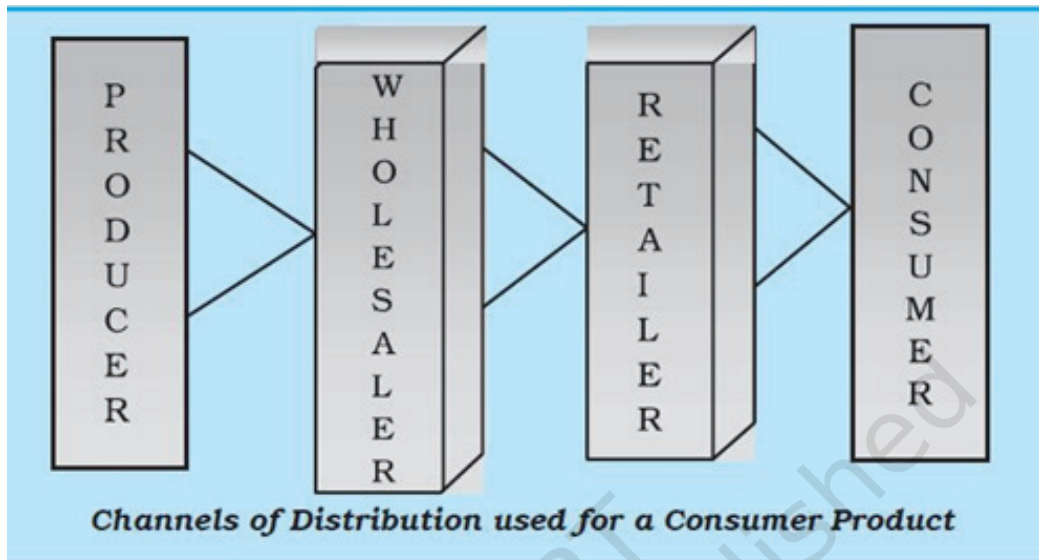 PRODUCER
WHOLESALER
RETAILER
CONSUMER
Channels of Distribution used for a Consumer Product